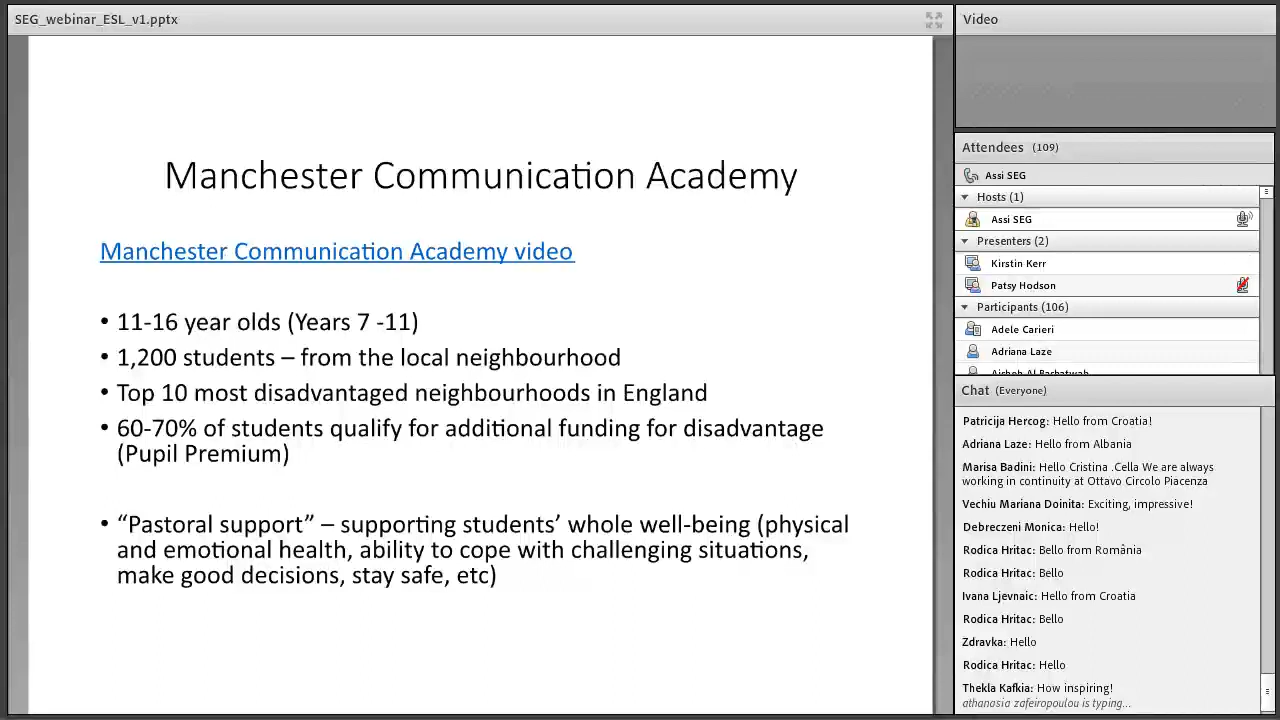 SEG_webinar_ESL_v1.pptx
Manchester Communication Academy
Manchester Communication Academy video
• 11-16 year olds (Years 7 -11)
• 1,200 students – from the local neighbourhood
• Top 10 most disadvantaged neighbourhoods in England
• 60-70% of students qualify for additional funding for disadvantage
(Pupil Premium)
• “Pastoral support” – supporting students’ whole well-being (physical
and emotional health, ability to cope with challenging situations,
make good decisions, stay safe, etc)
Video
Attendees (109)
Assi SEG
Hosts (1)
Assi SEG
Presenters (2)
Kirstin Kerr
Patsy Hodson
Participants (106)
Adele Carieri
Adriana Laze
Chat (Everyone)
Patricija Hercog: Hello from Croatia!
Adriana Laze: Hello from Albania
Marisa Badini: Hello Cristina .Cella We are always
working in continuity at Ottavo Circolo Piacenza
Vechiu Mariana Doinita: Exciting, impressive!
Debreczeni Monica: Hello!
Rodica Hritac: Bello from România
Rodica Hritac: Bello
Ivana Ljevnaic: Hello from Croatia
Rodica Hritac: Bello
Zdravka: Hello
Rodica Hritac: Hello
Thekla Kafkia: How inspiring!
athanasia zafeiropoulou is typing...